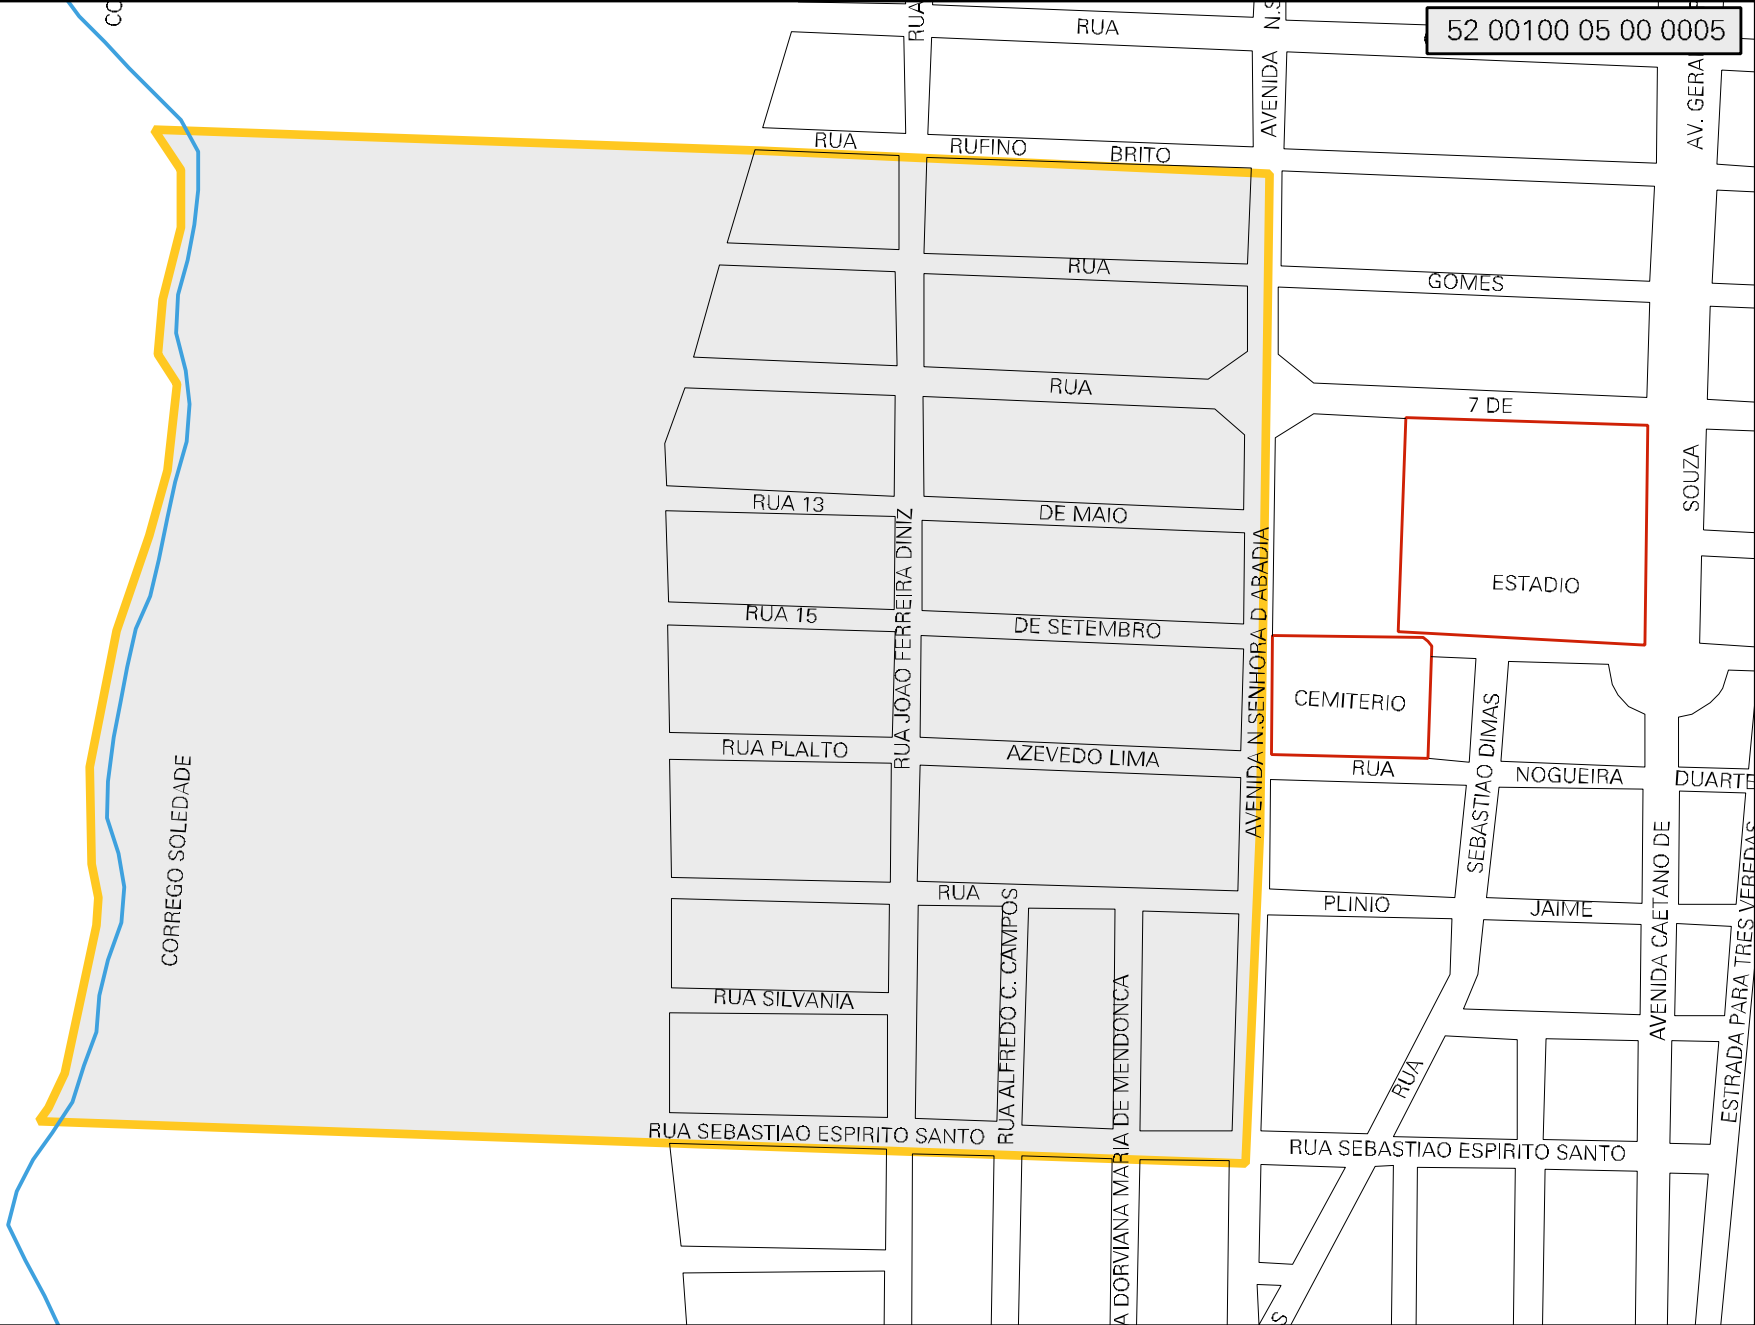 CO
RUA
RUA
AVENIDA N.S
52 00100 05 00 0005
AV. GERAL
RUA RUFINO BRITO
RUA GOMES
RUA 7 DE
SOUZA
RUA 13 DE MAIO
ESTADIO
RUA 15 DE SETEMBRO
RUA JOAO FERREIRA DINIZ
AVENIDA N.SENHORA D ABADIA
CEMITERIO
SEBASTIAO DIMAS
RUA PLALTO AZEVEDO LIMA
RUA NOGUEIRA DUARTE
CORREGO SOLEDADE
RUA PLINIO JAIME
RUA ALFREDO C. CAMPOS
AVENIDA CAETANO DE
ESTRADA PARA TRES VEREDAS
RUA SILVANIA
A DORVIANA MARIA DE MENDONCA
RUA
RUA SEBASTIAO ESPIRITO SANTO
RUA SEBASTIAO ESPIRITO SANTO
S